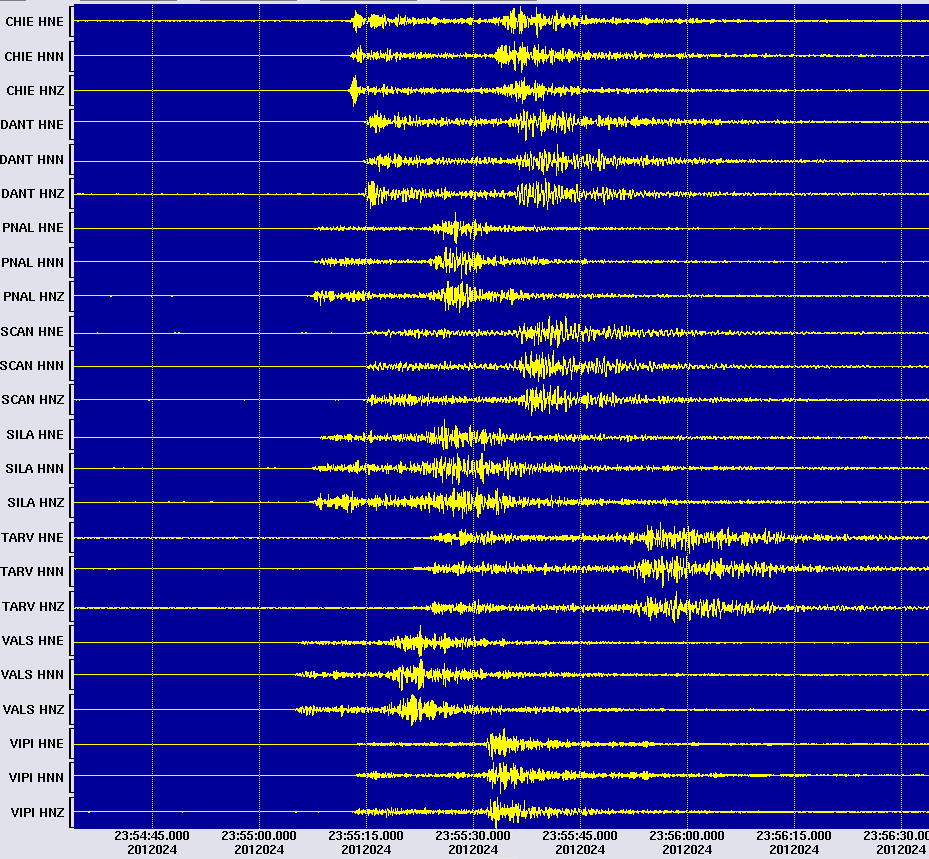 CHIE HNE
CHIE HNN
CHIE HNZ
DANT HNE
DANT HNN
DANT HNZ
PNAL HNE
PNAL HNN
PNAL HNZ
SCAN HNE
SCAN HNN
SCAN HNZ
SILA HNE
SILA HNN
SILA HNZ
TARV HNE
TARV HNN
TARV HNZ
VALS HNE
VALS HNN
VALS HNZ
VIPI HNE
VIPI HNN
VIPI HNZ
23:54:45.000 23:55:00.000 23:55:15.000 23:55:30.000 23:55:45.000 23:56:00.000 23:56:15.000 23:56:30.0
2012024 2012024 2012024 2012024 2012024 2012024 2012024 2012024